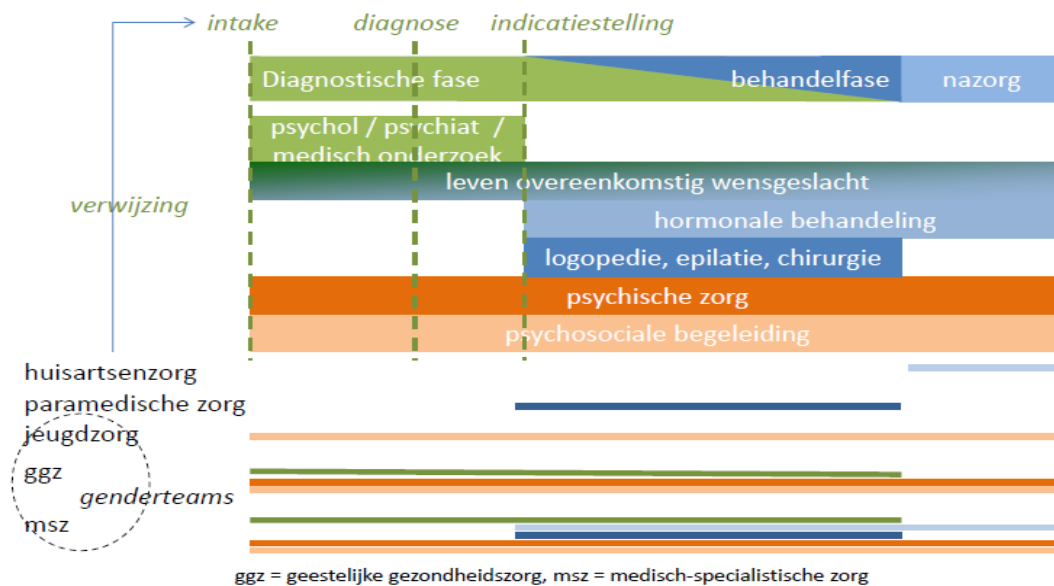 intake diagnose indicatiestelling
Diagnostische fase behandelfase nazorg
psychol / psychiat /
medisch onderzoek
leven overeenkomstig wensgeslacht
verwijzing
hormonale behandeling
logopedie, epilatie, chirurgie
psychische zorg
psychosociale begeleiding
huisartsenzorg
paramedische zorg
jeugdzorg
ggz
genderteams
msz
ggz = geestelijke gezondheidszorg, msz = medisch-specialistische zorg